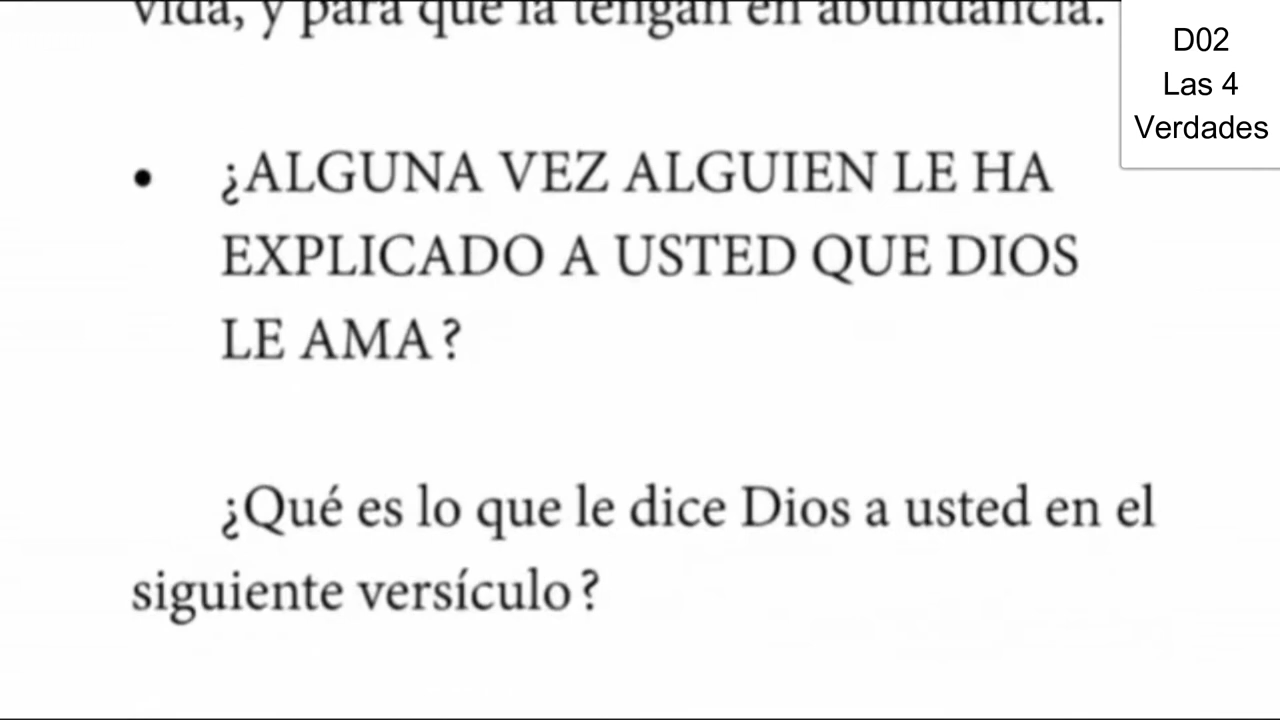 vida, y para que la tengan en abundancia.
D02
Las 4
Verdades
• ¿ALGUNA VEZ ALGUIEN LE HA
EXPLICADO A USTED QUE DIOS
LE AMA?
¿Qué es lo que le dice Dios a usted en el
siguiente versículo?